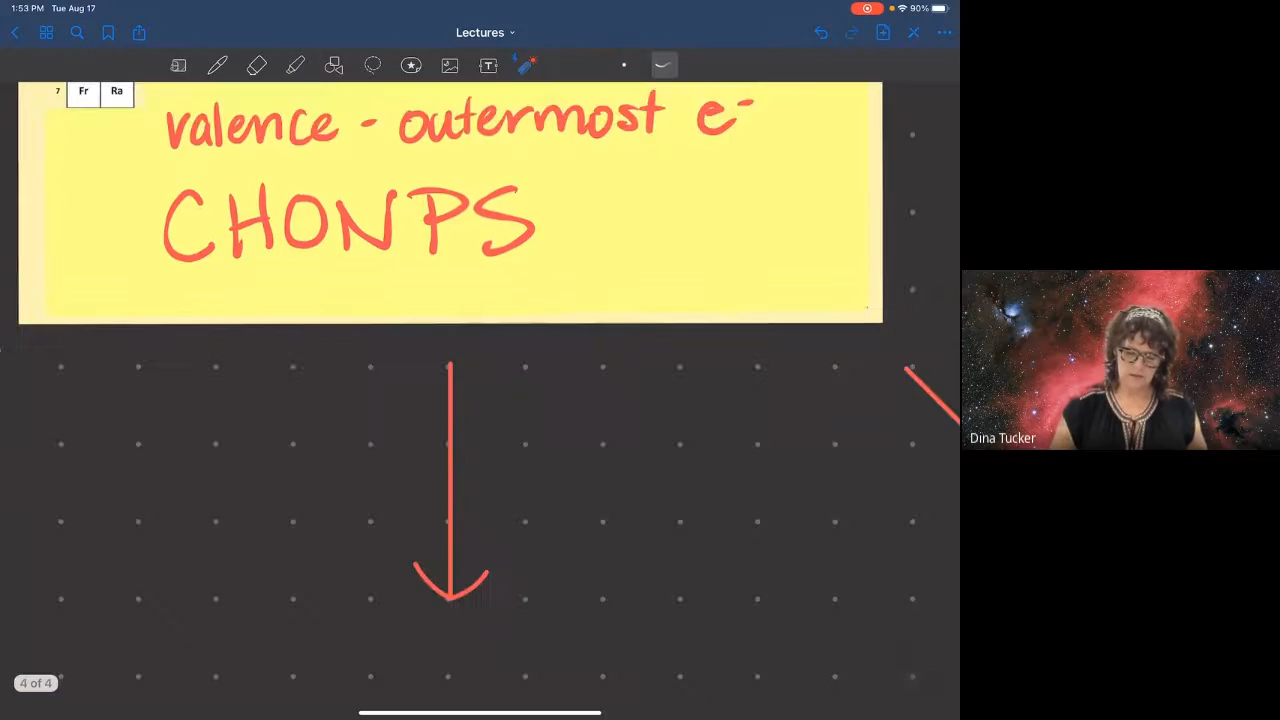 1:53 PM Tue Aug 17
90%
Lectures
T
7 Fr Ra
valence - outermost e-
CHONPS
Dina Tucker
4 of 4